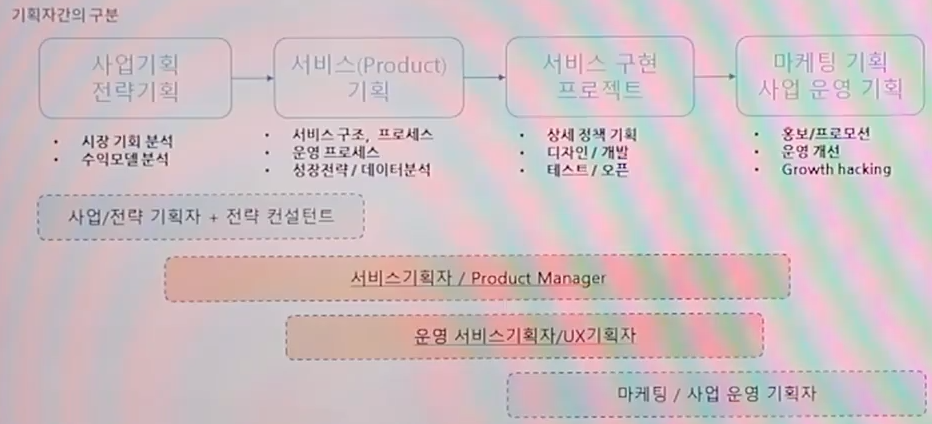 기획자간의 구분
사업기획
전략기획
서비스(Product)
기획
서비스 구현
프로젝트
마케팅 기획
사업 운영 기획
• 시장 기회 분석
• 수익모델 분석
• 서비스 구조, 프로세스
• 운영 프로세스
• 성장전략 / 데이터분석
• 상세 정책 기획
• 디자인 / 개발
• 테스트 / 오픈
• 홍보/프로모션
• 운영 개선
• Growth hacking
사업/전략 기획자 + 전략 컨설턴트
서비스기획자 / Product Manager
운영 서비스기획자/UX기획자
마케팅 / 사업 운영 기획자